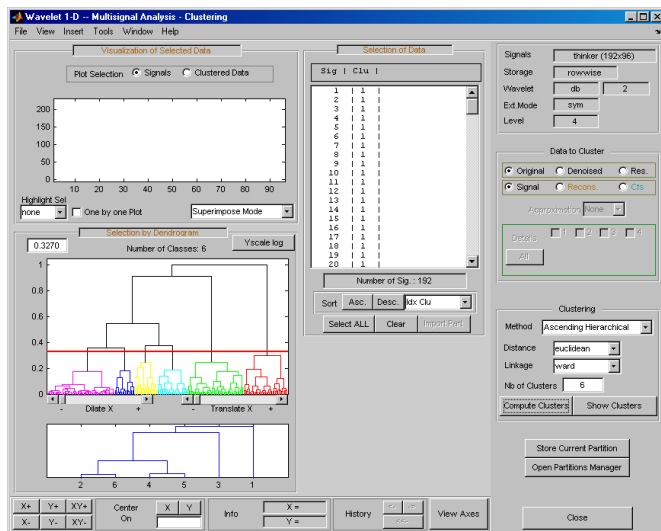 Wavelet 1-D -- Multisignal Analysis - Clustering
File View Insert Tools Window Help
Visualization of Selected Data
Plot Selection Signals Clustered Data
200
150
100
50
0
10 20 30 40 50 60 70 80 90
Highlight Sel
none One by one Plot Superimpose Mode
Selection by Dendrogram
0.3270 Number of Classes: 6 Yscale log
1
0.8
0.6
0.4
0.2
0
- Dilate X + - Translate X +
2 6 4 5 3 1
Selection of Data
Sig | Clu |
1 | 1 |
2 | 1 |
3 | 1 |
4 | 1 |
5 | 1 |
6 | 1 |
7 | 1 |
8 | 1 |
9 | 1 |
10 | 1 |
11 | 1 |
12 | 1 |
13 | 1 |
14 | 1 |
15 | 1 |
16 | 1 |
17 | 1 |
18 | 1 |
19 | 1 |
20 | 1 |
Number of Sig.: 192
Sort Asc. Desc. Idx Clu
Select ALL Clear Import Part.
Signals thinker (192x96)
Storage rowwise
Wavelet db 2
Ext.Mode sym
Level 4
Data to Cluster
Original Denoised Res.
Signal Recons. Cfs
Approximation None
Details 1 2 3 4
All
Clustering
Method Ascending Hierarchical
Distance euclidean
Linkage ward
Nb of Clusters 6
Compute Clusters Show Clusters
Store Current Partition
Open Partitions Manager
Close
X+ Y+ XY+
X- Y- XY-
Center On X Y
Info X =
Y =
History <- ->
<<-
View Axes